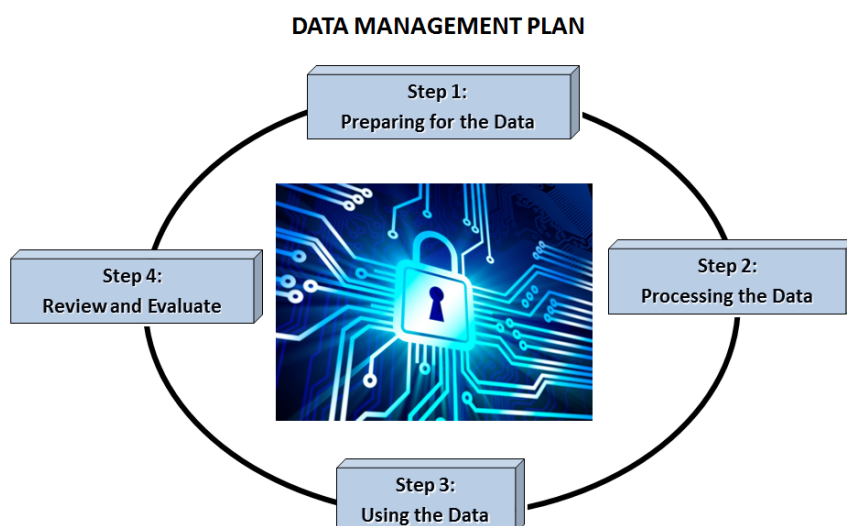 DATA MANAGEMENT PLAN
Step 1:
Preparing for the Data
Step 2:
Processing the Data
Step 4:
Review and Evaluate
Step 3:
Using the Data